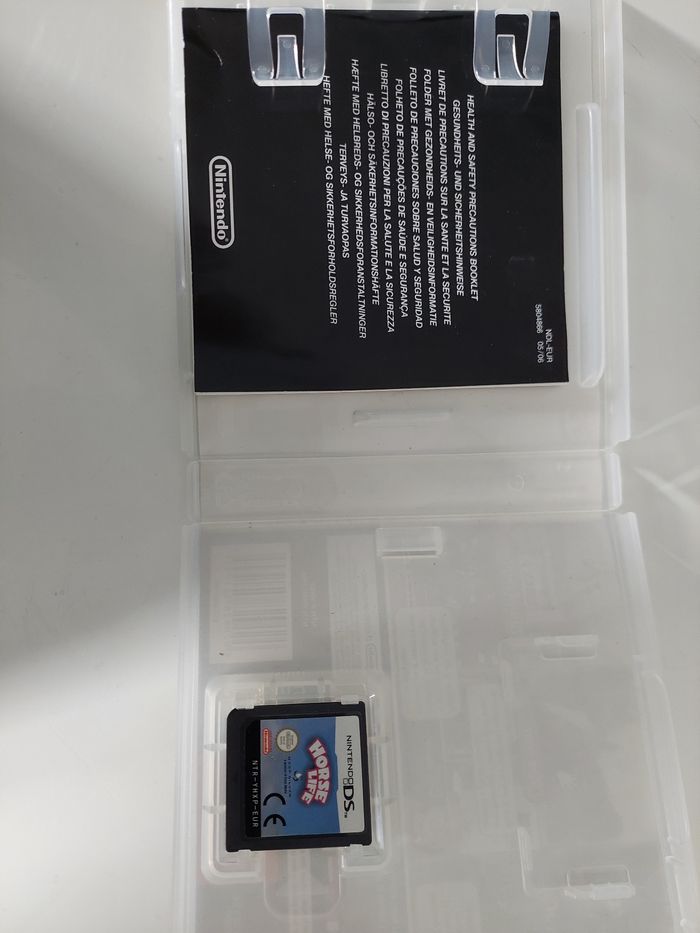 HEALTH AND SAFETY PRECAUTIONS BOOKLET
GESUNDHEITS- UND SICHERHEITSHINWEISE
LIVRET DE PRECAUTIONS SUR LA SANTE ET LA SECURITE
FOLDER MET GEZONDHEIDS- EN VEILIGHEIDSINFORMATIE
FOLLETO DE PRECAUCIONES SOBRE SALUD Y SEGURIDAD
FOLHETO DE PRECAUÇÕES DE SAÚDE E SEGURANÇA
LIBRETTO DI PRECAUZIONI PER LA SALUTE E LA SICUREZZA
HÄLSO- OCH SÄKERHETSINFORMATIONSHÄFTE
HÆFTE MED HELBREDS- OG SIKKERHEDSFORANSTALTNINGER
TERVEYS- JA TURVAOPAS
HEFTE MED HELSE- OG SIKKERHETSFORHOLDSREGLER
NDL-EUR
5804866 05/06
Nintendo
NINTENDO DS™
HORSE
LIFE
Nintendo
CE
NTR-YHXP-EUR